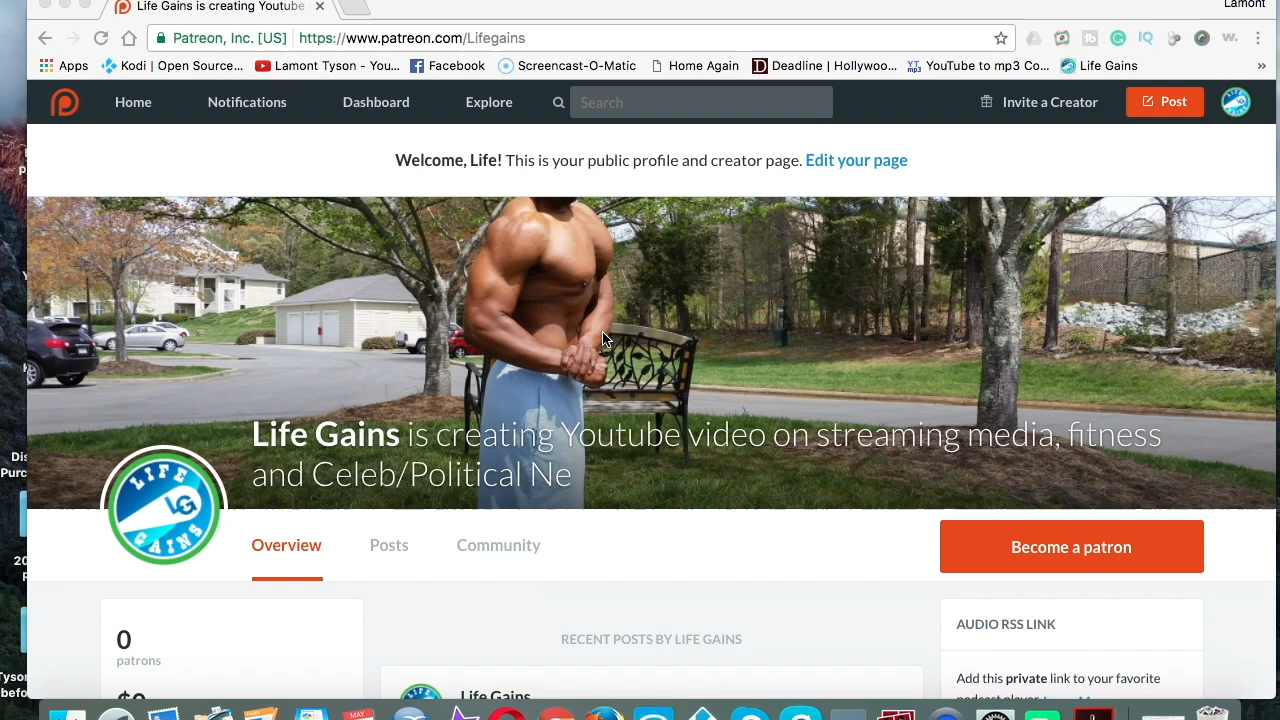 Life Gains is creating Youtube
Lamont
Patreon, Inc. [US] https://www.patreon.com/Lifegains
Apps Kodi | Open Source... Lamont Tyson - You... Facebook Screencast-O-Matic Home Again Deadline | Hollywoo... YouTube to mp3 Co... Life Gains »
Home Notifications Dashboard Explore Search Invite a Creator Post
Welcome, Life! This is your public profile and creator page. Edit your page
Life Gains is creating Youtube video on streaming media, fitness
and Celeb/Political Ne
LIFE
LG
GAINS
Overview Posts Community Become a patron
0
patrons
RECENT POSTS BY LIFE GAINS
AUDIO RSS LINK
Add this private link to your favorite
Life Gains
MAY